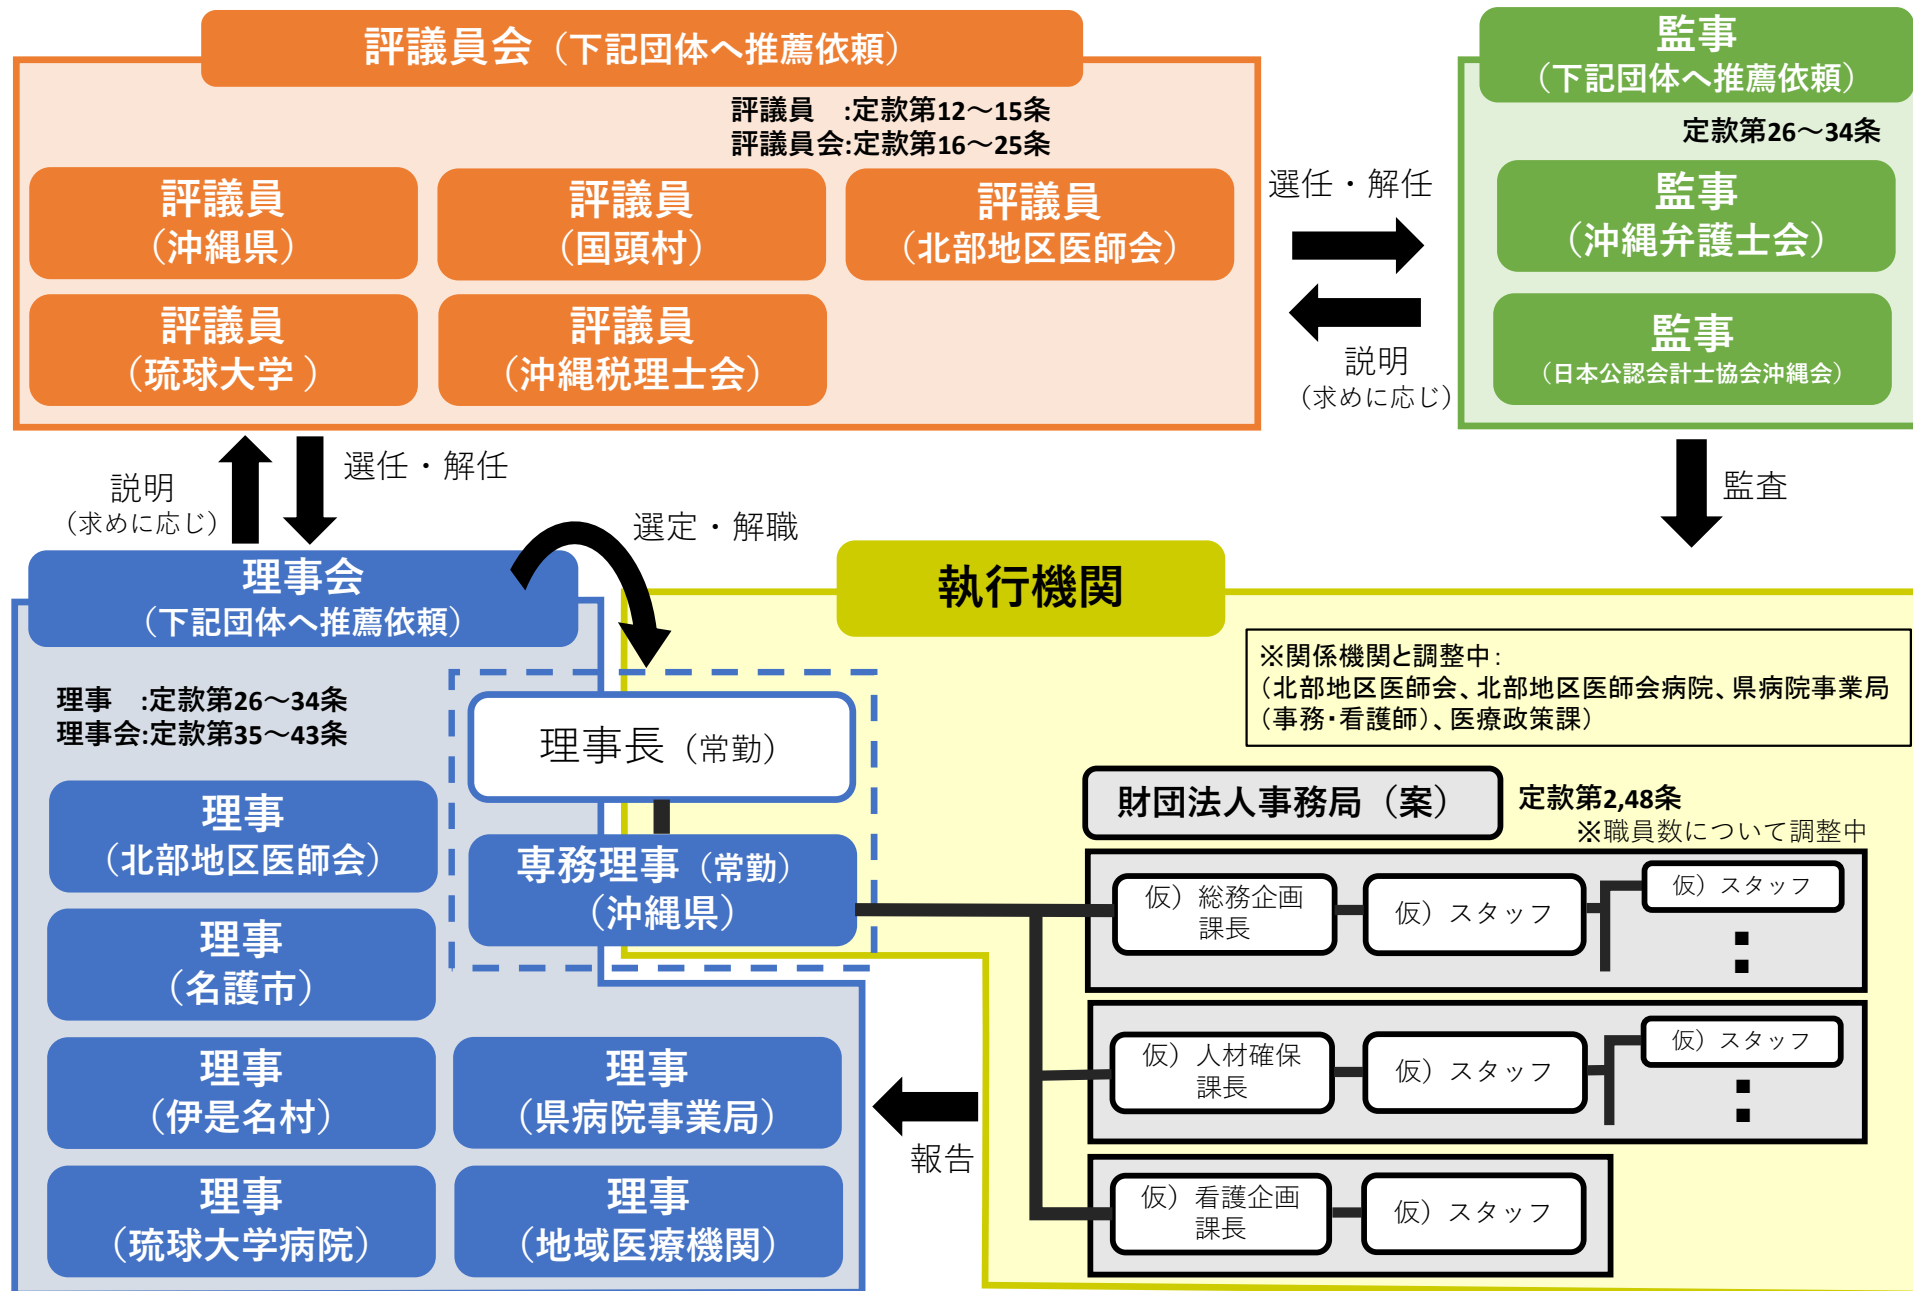 評議員会（下記団体へ推薦依頼）
評議員　:定款第12～15条
評議員会:定款第16～25条
評議員
（沖縄県）
評議員
（国頭村）
評議員
（北部地区医師会）
評議員
（琉球大学 ）
評議員
（沖縄税理士会）
選任・解任
説明
（求めに応じ）
監事
（下記団体へ推薦依頼）
定款第26～34条
監事
（沖縄弁護士会）
監事
（日本公認会計士協会沖縄会）
監査
説明
（求めに応じ）
選任・解任
選定・解職
理事会
（下記団体へ推薦依頼）
理事　:定款第26～34条
理事会:定款第35～43条
理事長（常勤）
専務理事（常勤）
（沖縄県）
理事
（北部地区医師会）
理事
（名護市）
理事
（伊是名村）
理事
（県病院事業局）
理事
（琉球大学病院）
理事
（地域医療機関）
報告
執行機関
※関係機関と調整中：
（北部地区医師会、北部地区医師会病院、県病院事業局
（事務・看護師）、医療政策課）
財団法人事務局（案）
定款第2,48条
※職員数について調整中
仮）総務企画
課長
仮）スタッフ
仮）スタッフ
仮）人材確保
課長
仮）スタッフ
仮）スタッフ
仮）看護企画
課長
仮）スタッフ